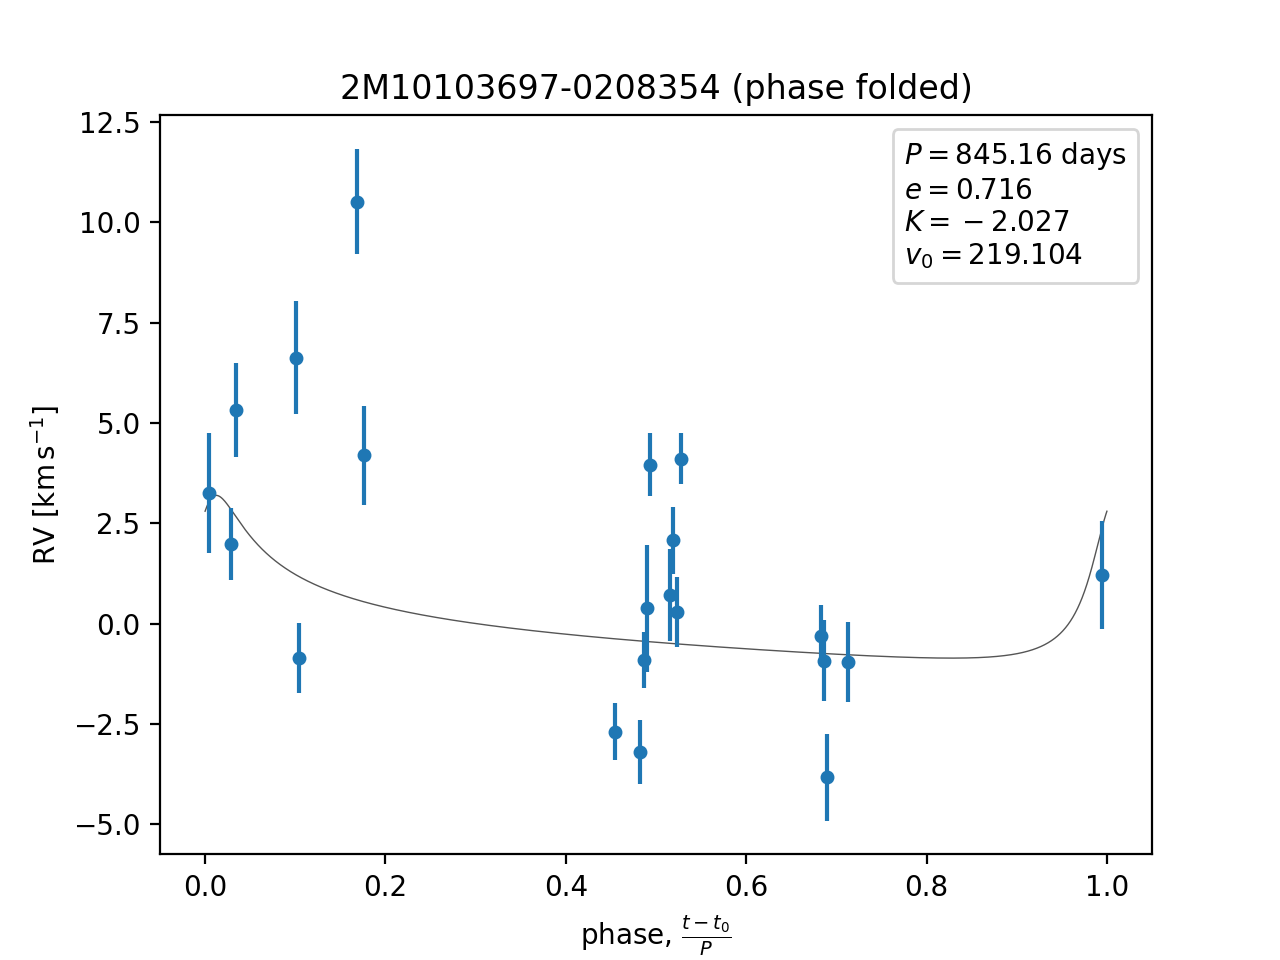 2M10103697-0208354 (phase folded)
P = 845.16 days
e = 0.716
K = −2.027
v₀ = 219.104
12.5
10.0
7.5
5.0
2.5
0.0
−2.5
−5.0
RV [km s⁻¹]
0.0 0.2 0.4 0.6 0.8 1.0
phase, (t − t₀)/P